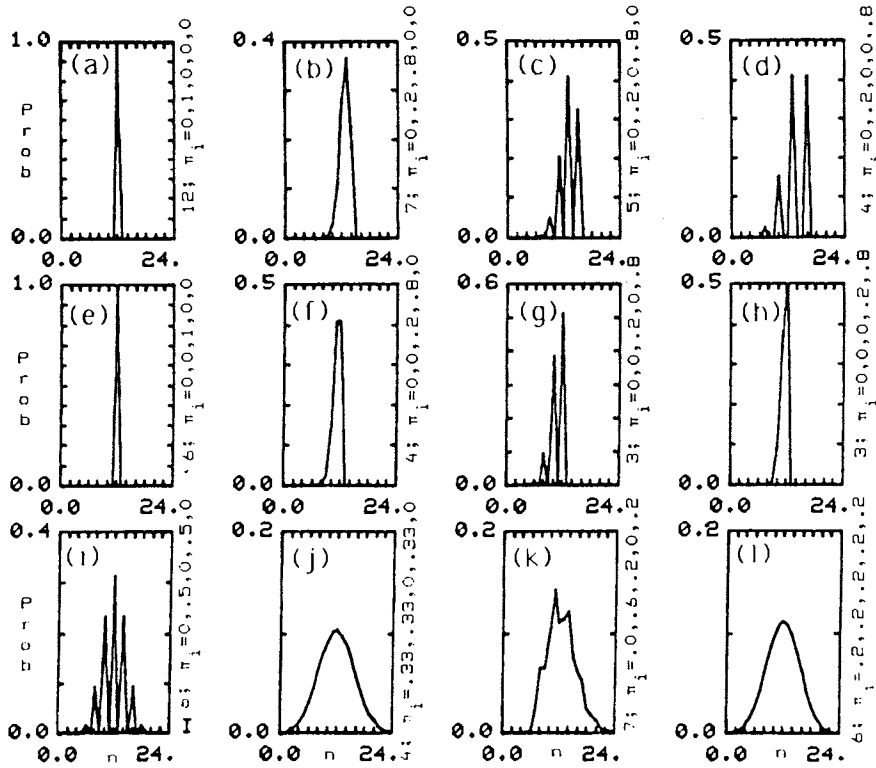 1.0
0.0
Prob
(a)
0.0 24.
12; π_i=0,1,0,0,0
0.4
0.0
(b)
0.0 24.
7; π_i=0,.2,.8,0,0
0.5
0.0
(c)
0.0 24.
5; π_i=0,.2,0,.8,0
0.5
0.0
(d)
0.0 24.
4; π_i=0,.2,0,0,.8
1.0
0.0
Prob
(e)
0.0 24.
6; π_i=0,0,1,0,0
0.5
0.0
(f)
0.0 24.
4; π_i=0,0,.2,.8,0
0.6
0.0
(g)
0.0 24.
3; π_i=0,0,.2,0,.8
0.5
0.0
(h)
0.0 24.
3; π_i=0,0,0,.2,.8
0.4
0.0
Prob
(i)
0.0 n 24.
π_i=0,.5,0,.5,0
0.2
0.0
(j)
0.0 n 24.
4; π_i=.33,.33,0,.33,0
0.2
0.0
(k)
0.0 n 24.
7; π_i=.0,.6,.2,0,.2
0.2
0.0
(l)
0.0 n 24.
6; π_i=.2,.2,.2,.2,.2